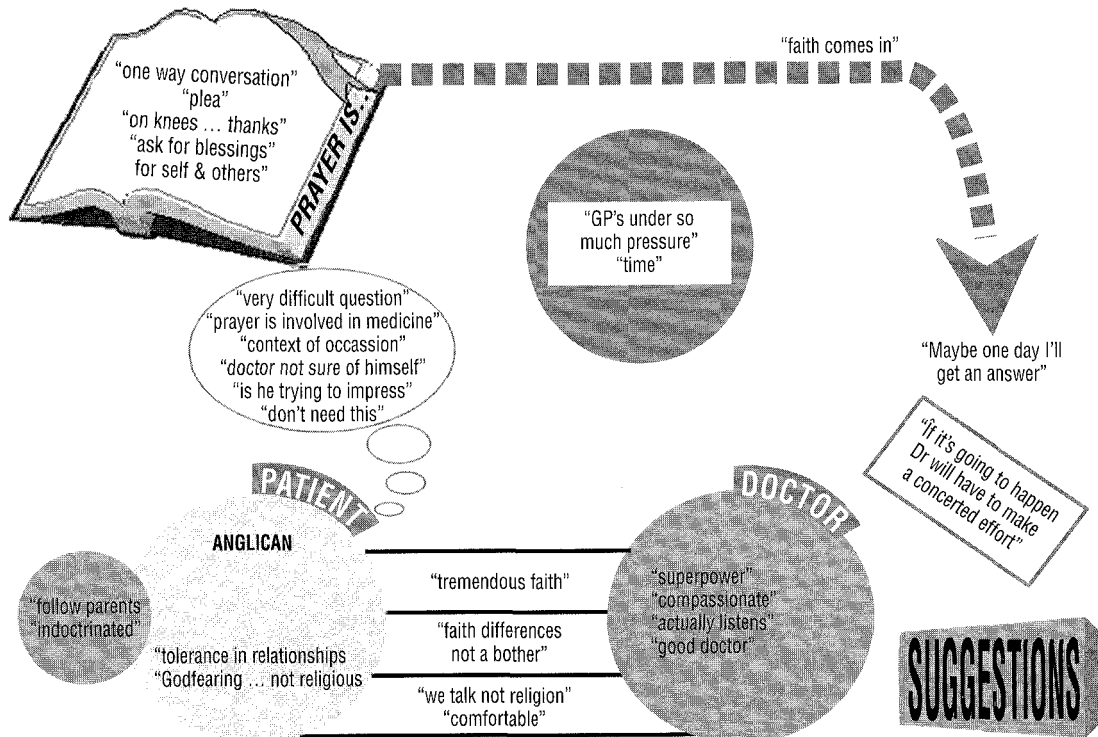 “one way conversation”
“plea”
“on knees ... thanks”
“ask for blessings”
for self & others”
PRAYER IS...
“faith comes in”
“GP's under so
much pressure”
“time”
“very difficult question”
“prayer is involved in medicine”
“context of occassion”
“doctor not sure of himself”
“is he trying to impress”
“don't need this”
“Maybe one day I'll
get an answer”
“If it's going to happen
Dr will have to make
a concerted effort”
PATIENT
ANGLICAN
“follow parents
“indoctrinated”
“tolerance in relationships
“Godfearing ... not religious
“tremendous faith”
“faith differences
not a bother”
“we talk not religion”
“comfortable”
DOCTOR
“superpower”
“compassionate”
“actually listens”
“good doctor”
SUGGESTIONS